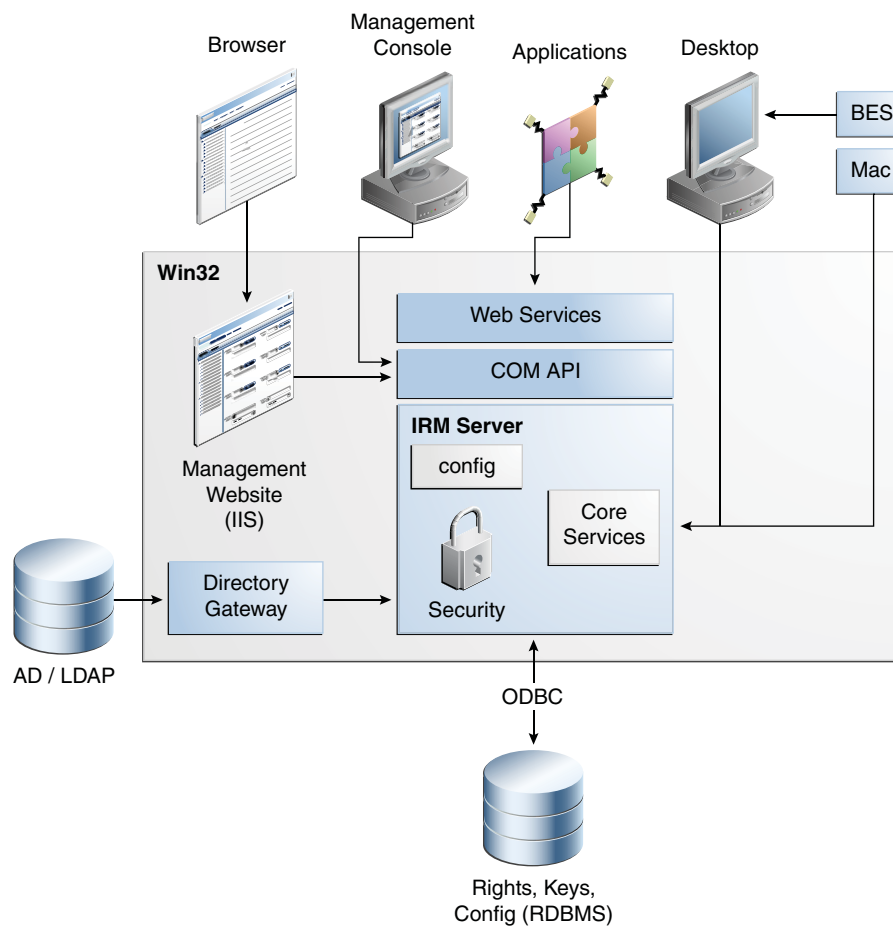 Browser
Management
Console
Applications
Desktop
BES
Mac
Win32
Web Services
COM API
IRM Server
config
Management
Website
(IIS)
Core
Services
Directory
Gateway
Security
AD / LDAP
ODBC
Rights, Keys,
Config (RDBMS)